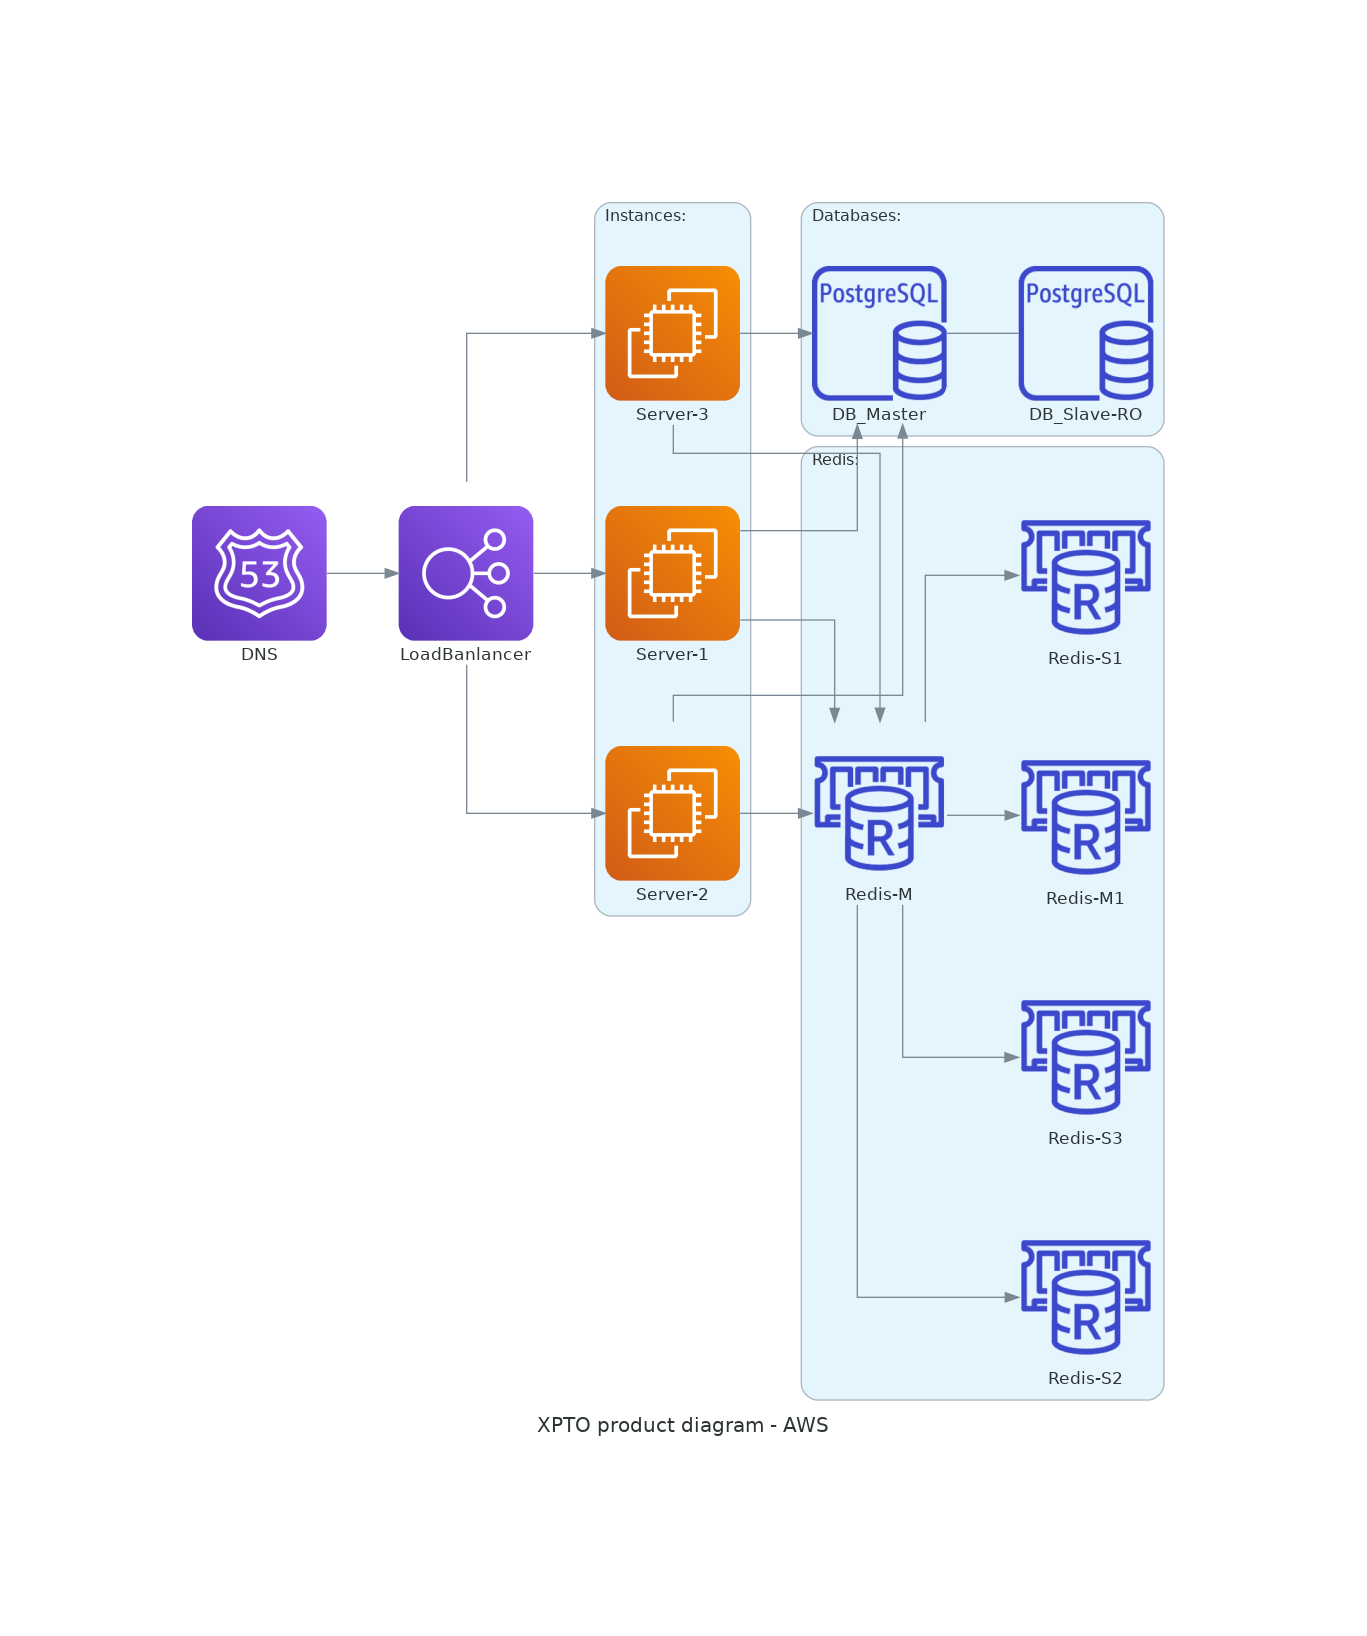 Instances:
Databases:
PostgreSQL
PostgreSQL
Server-3
DB_Master
DB_Slave-RO
Redis:
53
DNS
LoadBanlancer
Server-1
R
Redis-S1
Server-2
R
Redis-M
R
Redis-M1
R
Redis-S3
R
Redis-S2
XPTO product diagram - AWS